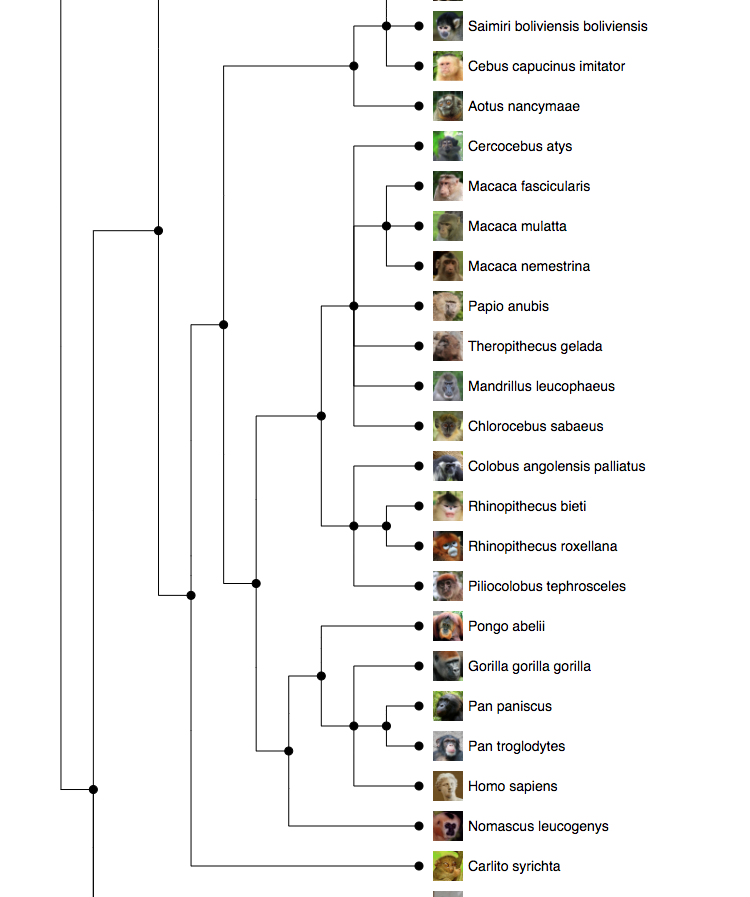 Saimiri boliviensis boliviensis
Cebus capucinus imitator
Aotus nancymaae
Cercocebus atys
Macaca fascicularis
Macaca mulatta
Macaca nemestrina
Papio anubis
Theropithecus gelada
Mandrillus leucophaeus
Chlorocebus sabaeus
Colobus angolensis palliatus
Rhinopithecus bieti
Rhinopithecus roxellana
Piliocolobus tephrosceles
Pongo abelii
Gorilla gorilla gorilla
Pan paniscus
Pan troglodytes
Homo sapiens
Nomascus leucogenys
Carlito syrichta